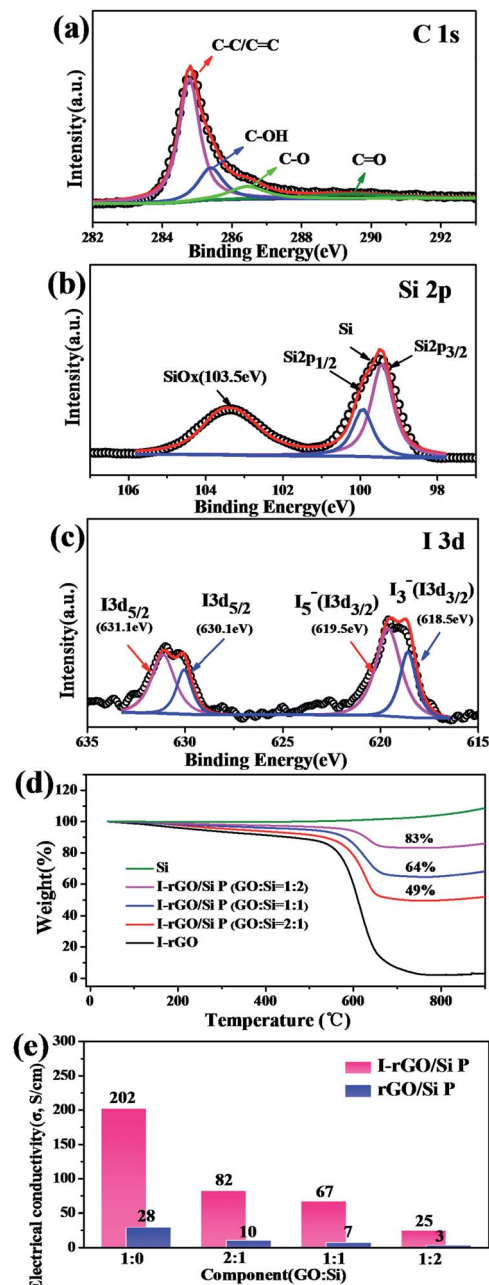 (a)
C 1s
C-C/C=C
C-OH
C-O
C=O
Intensity(a.u.)
282 284 286 288 290 292
Binding Energy(eV)
(b)
Si 2p
Si
Si2p1/2
Si2p3/2
SiOx(103.5eV)
Intensity(a.u.)
106 104 102 100 98
Binding Energy(eV)
(c)
I 3d
I3d5/2
(631.1eV)
I3d5/2
(630.1eV)
I5⁻(I3d3/2)
(619.5eV)
I3⁻(I3d3/2)
(618.5eV)
Intensity(a.u.)
635 630 625 620 615
Binding Energy(eV)
(d)
120
100
80
60
40
20
0
Weight(%)
83%
64%
49%
Si
I-rGO/Si P (GO:Si=1:2)
I-rGO/Si P (GO:Si=1:1)
I-rGO/Si P (GO:Si=2:1)
I-rGO
0 200 400 600 800
Temperature (℃)
(e)
300
250
200
150
100
50
0
Electrical conductivity(σ, S/cm)
I-rGO/Si P
rGO/Si P
202
28
82
10
67
7
25
3
1:0 2:1 1:1 1:2
Component(GO:Si)